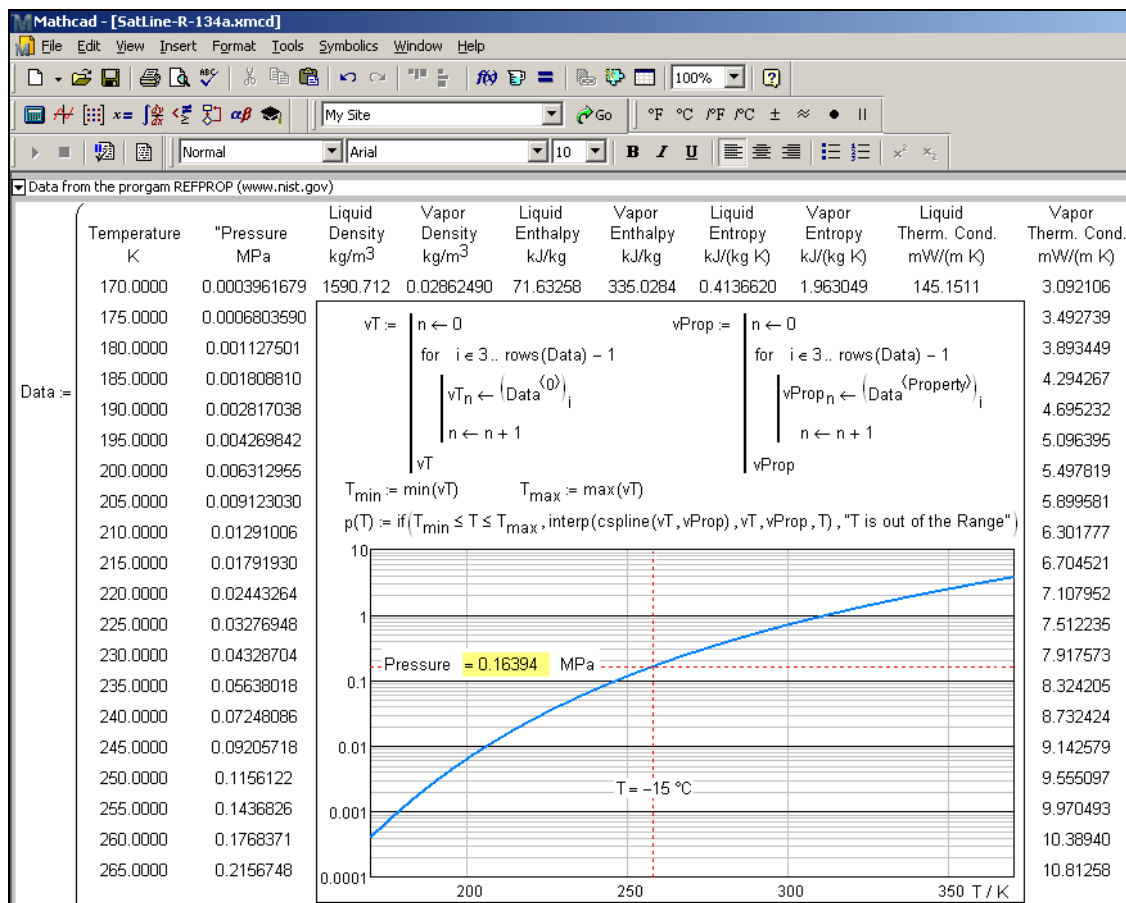 Mathcad - [SatLine-R-134a.xmcd]
File Edit View Insert Format Tools Symbolics Window Help
100%
My Site Go °F °C /°F /°C ± ≈ • II
Normal Arial 10 B I U x² x₂
Data from the prorgam REFPROP (www.nist.gov)
Temperature K "Pressure MPa Liquid Density kg/m³ Vapor Density kg/m³ Liquid Enthalpy kJ/kg Vapor Enthalpy kJ/kg Liquid Entropy kJ/(kg K) Vapor Entropy kJ/(kg K) Liquid Therm. Cond. mW/(m K) Vapor Therm. Cond. mW/(m K)
170.0000 0.0003961679 1590.712 0.02862490 71.63258 335.0284 0.4136620 1.963049 145.1511 3.092106
175.0000 0.0006803590 3.492739
180.0000 0.001127501 3.893449
Data := 185.0000 0.001808810 4.294267
190.0000 0.002817038 4.695232
195.0000 0.004269842 5.096395
200.0000 0.006312955 5.497819
205.0000 0.009123030 5.899581
210.0000 0.01291006 6.301777
215.0000 0.01791930 6.704521
220.0000 0.02443264 7.107952
225.0000 0.03276948 7.512235
230.0000 0.04328704 7.917573
235.0000 0.05638018 8.324205
240.0000 0.07248086 8.732424
245.0000 0.09205718 9.142579
250.0000 0.1156122 9.555097
255.0000 0.1436826 9.970493
260.0000 0.1768371 10.38940
265.0000 0.2156748 10.81258
vT := n ← 0
for i ∈ 3 .. rows(Data) − 1
vTn ← (Data⟨0⟩)i
n ← n + 1
vT
vProp := n ← 0
for i ∈ 3 .. rows(Data) − 1
vPropn ← (Data⟨Property⟩)i
n ← n + 1
vProp
Tmin := min(vT) Tmax := max(vT)
p(T) := if(Tmin ≤ T ≤ Tmax , interp(cspline(vT , vProp) , vT , vProp , T) , "T is out of the Range")
10
1
Pressure = 0.16394 MPa
0.1
0.01
T = −15 °C
0.001
0.0001
200 250 300 350 T / K